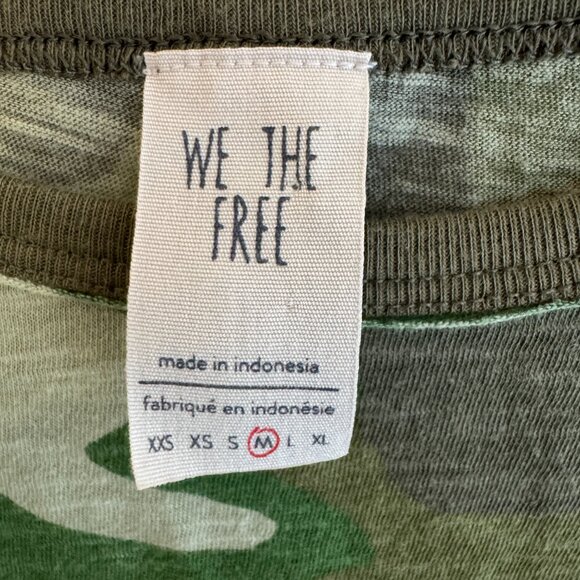 WE THE
FREE
made in indonesia
fabriqué en indonésie
XXS XS S M L XL